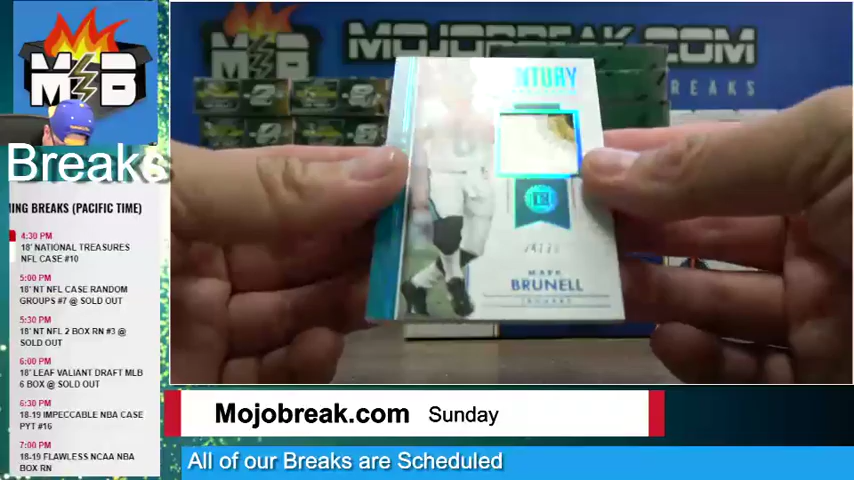 MOJOBREAK.COM
MB
BREAKS
MB
Breaks
BREAKS (PACIFIC TIME)
4:30 PM
18' NATIONAL TREASURES
NFL CASE #10
5:00 PM
18' NT NFL CASE RANDOM
GROUPS #7 @ SOLD OUT
5:30 PM
18' NT NFL 2 BOX RN #3 @
SOLD OUT
6:00 PM
18' LEAF VALIANT DRAFT MLB
6 BOX @ SOLD OUT
6:30 PM
18-19 IMPECCABLE NBA CASE
PYT #16
7:00 PM
18-19 FLAWLESS NCAA NBA
BOX RN
NTURY
MARK
BRUNELL
JAGUARS
Mojobreak.com Sunday
All of our Breaks are Scheduled